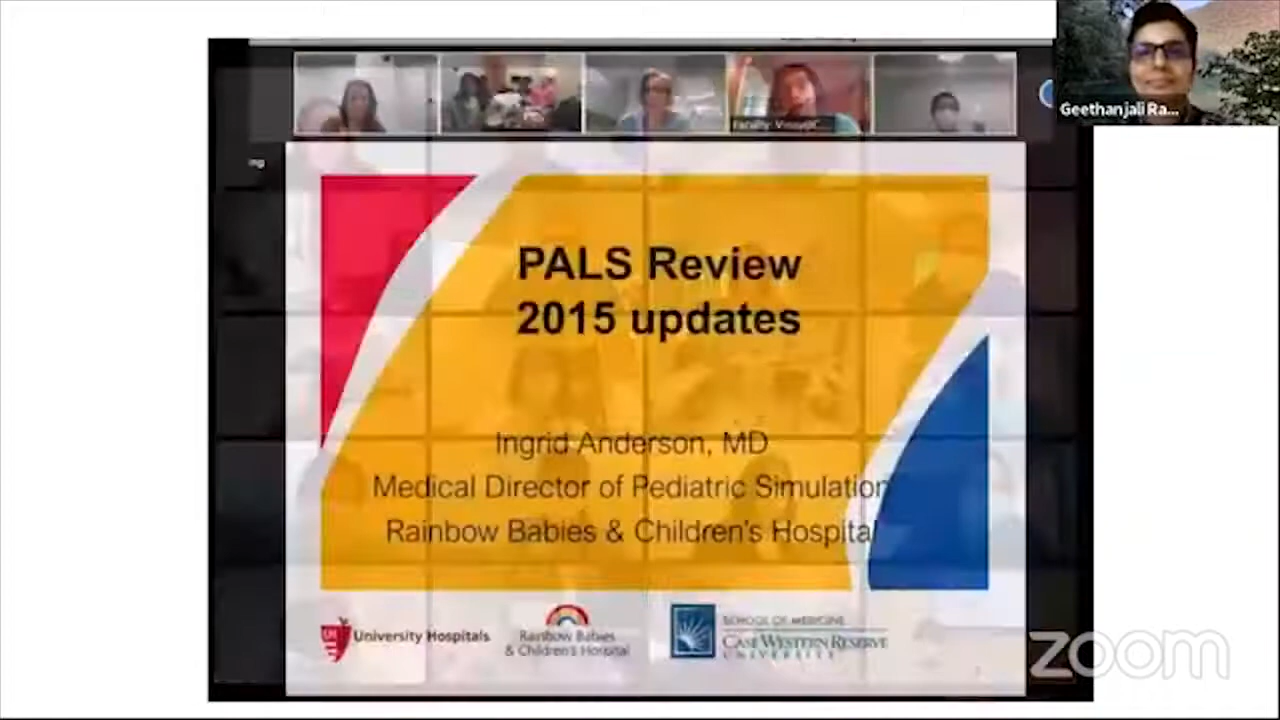 Geethanjali Ra...
ng
PALS Review
2015 updates
Ingrid Anderson, MD
Medical Director of Pediatric Simulation
Rainbow Babies & Children's Hospital
University Hospitals
Rainbow Babies
& Children's Hospital
SCHOOL OF MEDICINE
CASE WESTERN RESERVE
UNIVERSITY
zoom